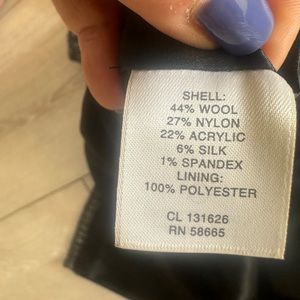 SHELL:
44% WOOL
27% NYLON
22% ACRYLIC
6% SILK
1% SPANDEX
LINING:
100% POLYESTER
CL 131626
RN 58665